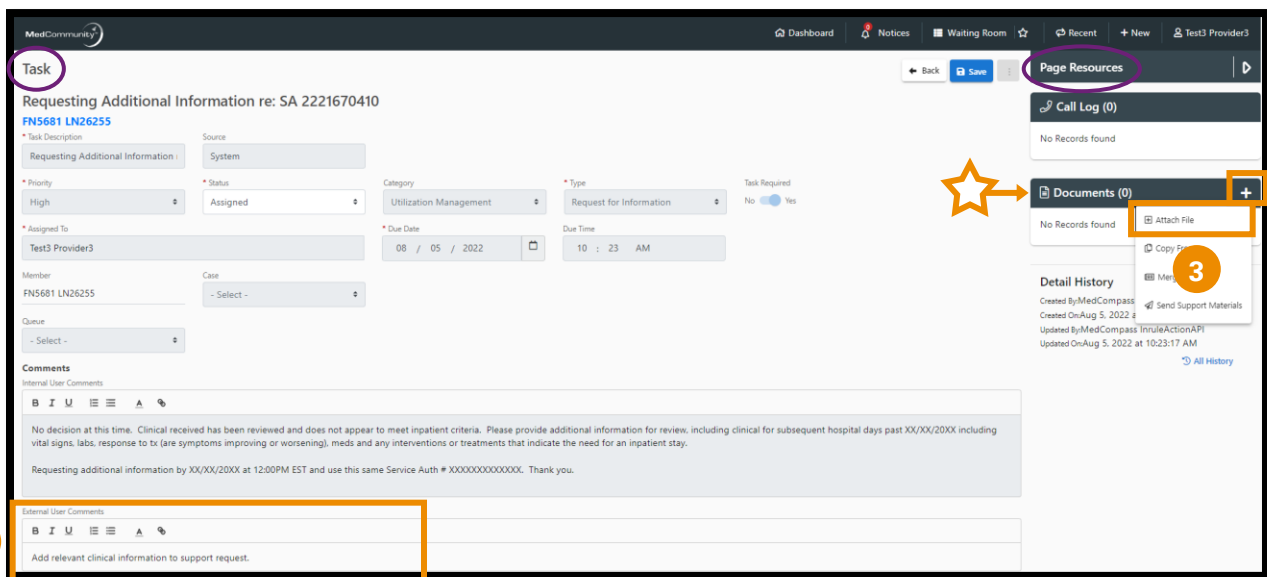 MedCommunity
Dashboard Notices Waiting Room Recent + New Test3 Provider3
Task
Back Save
Requesting Additional Information re: SA 2221670410
FN5681 LN26255
* Task Description Source
Requesting Additional Information System
* Priority * Status Category * Type Task Required
High Assigned Utilization Management Request for Information No Yes
* Assigned To * Due Date Due Time
Test3 Provider3 08 / 05 / 2022 10 : 23 AM
Member Case
FN5681 LN26255 - Select -
Queue
- Select -
Comments
Internal User Comments
B I U A
No decision at this time. Clinical received has been reviewed and does not appear to meet inpatient criteria. Please provide additional information for review, including clinical for subsequent hospital days past XX/XX/20XX including
vital signs, labs, response to tx (are symptoms improving or worsening), meds and any interventions or treatments that indicate the need for an inpatient stay.
Requesting additional information by XX/XX/20XX at 12:00PM EST and use this same Service Auth # XXXXXXXXXXXXX. Thank you.
External User Comments
B I U A
Add relevant clinical information to support request.
Page Resources
Call Log (0)
No Records found
Documents (0) +
No Records found
Attach File
Copy
3
Send Support Materials
Detail History
Created By:MedCompass
Created On:Aug 5, 2022
Updated By:MedCompass InruleActionAPI
Updated On:Aug 5, 2022 at 10:23:17 AM
All History